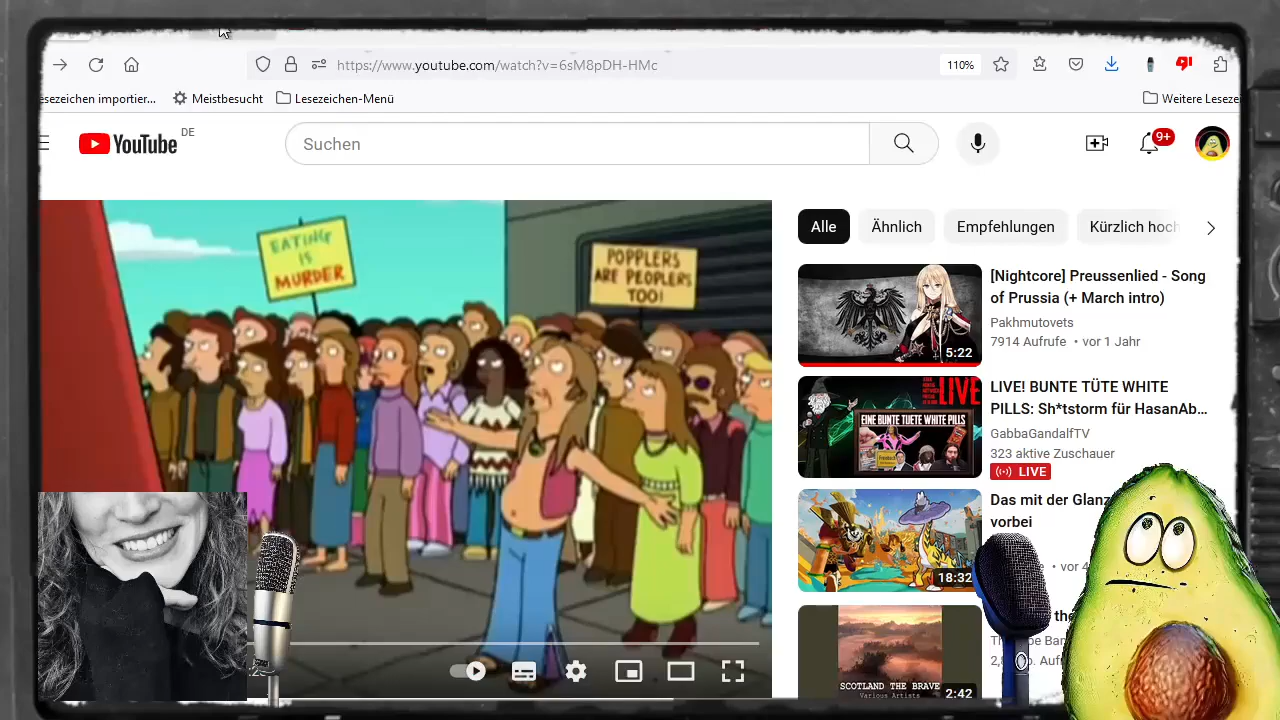 https://www.youtube.com/watch?v=6sM8pDH-HMc
110%
esezeichen importier...
Meistbesucht
Lesezeichen-Menü
Weitere Leseze
YouTube
DE
Suchen
9+
EATING
IS
MURDER
POPPLERS
ARE PEOPLERS
TOO!
Alle
Ähnlich
Empfehlungen
Kürzlich hoch
5:22
[Nightcore] Preussenlied - Song
of Prussia (+ March intro)
Pakhmutovets
7914 Aufrufe • vor 1 Jahr
LIVE
EINE BUNTE TUETE WHITE PILLS
LIVE! BUNTE TÜTE WHITE
PILLS: Sh*tstorm für HasanAb...
GabbaGandalfTV
323 aktive Zuschauer
LIVE
18:32
Das mit der Glanz
vorbei
• vor 4
SCOTLAND THE BRAVE
Various Artists
2:42